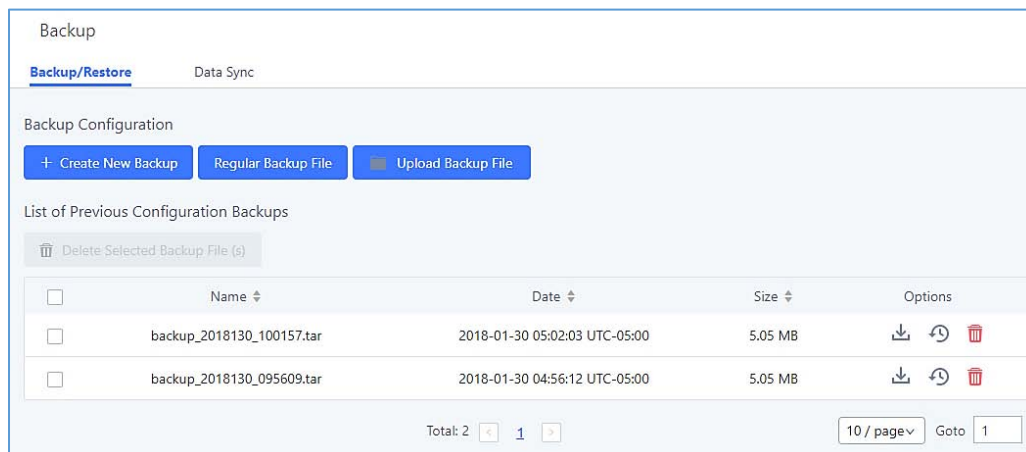 Backup
Backup/Restore Data Sync
Backup Configuration
+ Create New Backup Regular Backup File Upload Backup File
List of Previous Configuration Backups
Delete Selected Backup File (s)
Name Date Size Options
backup_2018130_100157.tar 2018-01-30 05:02:03 UTC-05:00 5.05 MB
backup_2018130_095609.tar 2018-01-30 04:56:12 UTC-05:00 5.05 MB
Total: 2 < 1 > 10 / page Goto 1